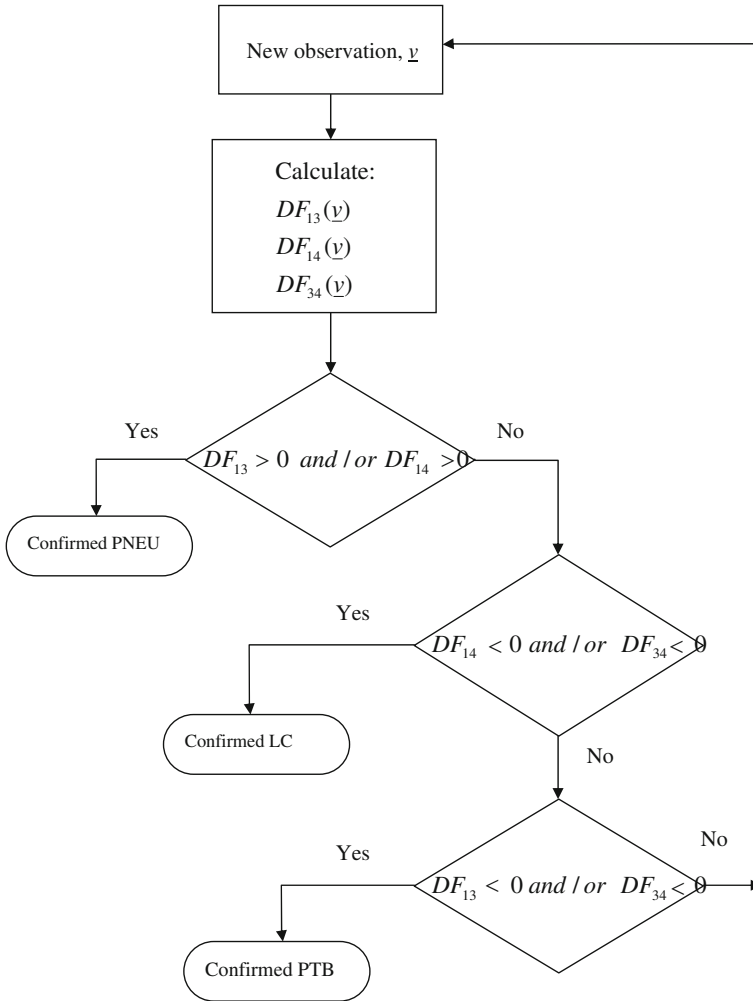 New observation, v
Calculate:
DF₁₃(v)
DF₁₄(v)
DF₃₄(v)
Yes
No
DF₁₃ > 0 and / or DF₁₄ > 0
Confirmed PNEU
Yes
DF₁₄ < 0 and / or DF₃₄ < 0
Confirmed LC
No
Yes
No
DF₁₃ < 0 and / or DF₃₄ < 0
Confirmed PTB